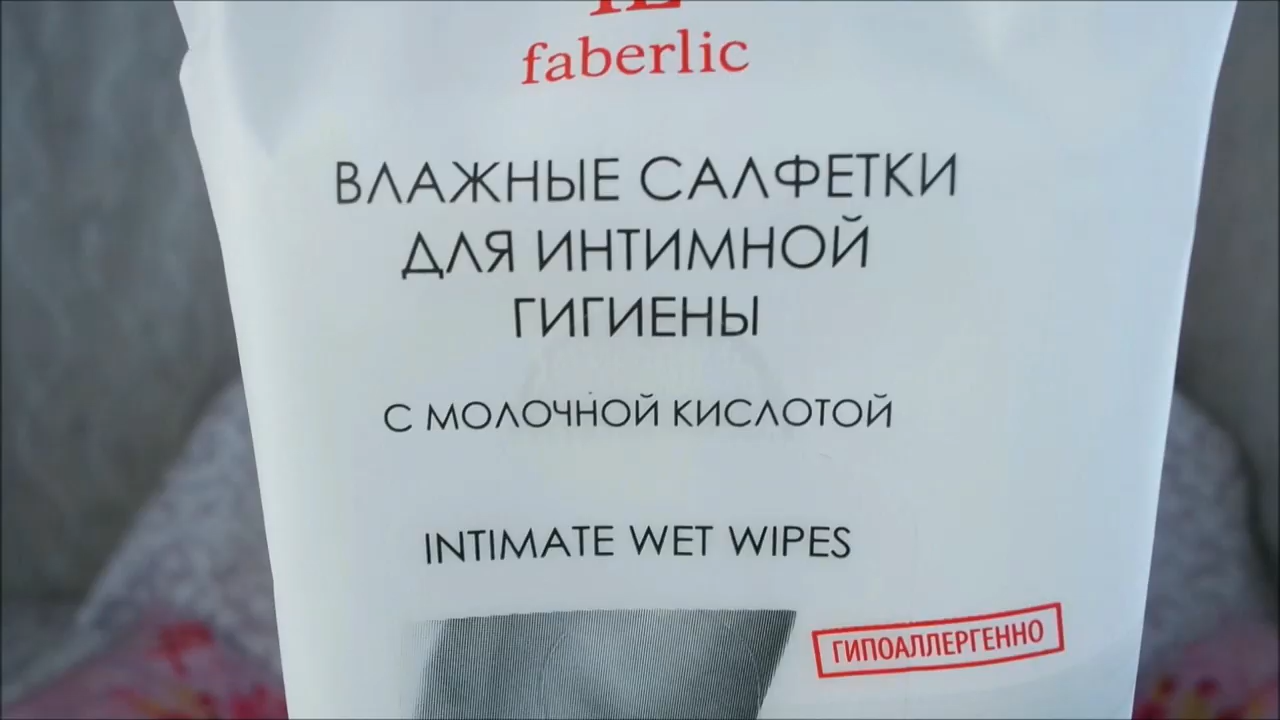 faberlic
ВЛАЖНЫЕ САЛФЕТКИ
ДЛЯ ИНТИМНОЙ
ГИГИЕНЫ
С МОЛОЧНОЙ КИСЛОТОЙ
INTIMATE WET WIPES
ГИПОАЛЛЕРГЕННО